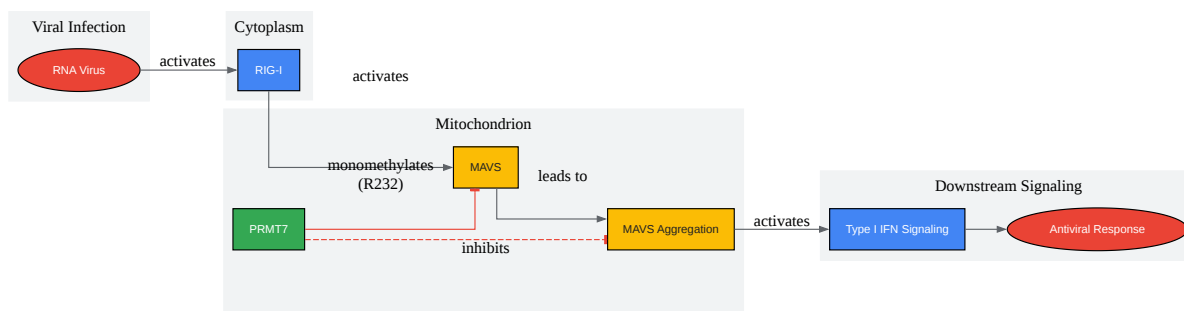 Viral Infection
Cytoplasm
RNA Virus
activates
RIG-I
activates
Mitochondrion
monomethylates
(R232)
MAVS
leads to
PRMT7
inhibits
MAVS Aggregation
activates
Downstream Signaling
Type I IFN Signaling
Antiviral Response